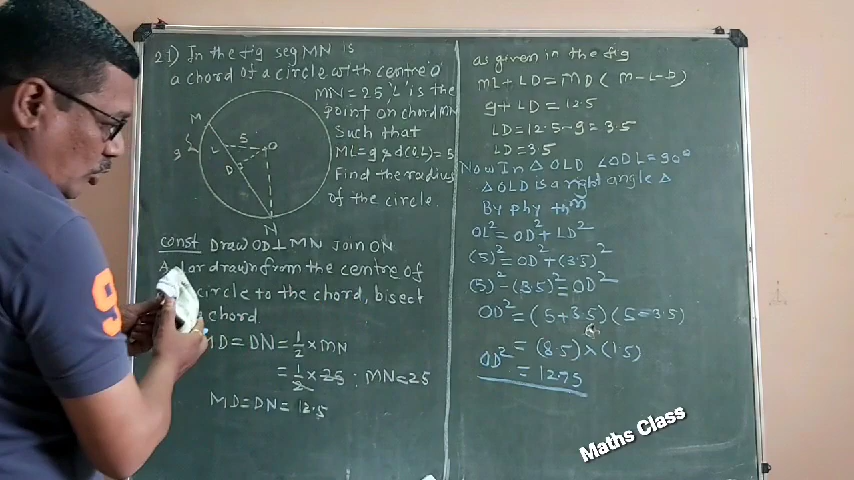 21) In the fig seg MN is
a chord of a circle with centre O
MN = 25, 'L' is the
point on chord MN
such that
ML = 9 & d(O,L) = 5
Find the radius
of the circle.
M
9
L
5
O
D
N
const Draw OD ⊥ MN Join ON
drawn from the centre of
circle to the chord, bisect
chord.
MD = DN = 1/2 × MN
= 1/2 × 25 : MN = 25
MD = DN = 12.5
as given in the fig
ML + LD = MD ( M-L-D)
9 + LD = 12.5
LD = 12.5 - 9 = 3.5
LD = 3.5
Now In △ OLD ∠ODL = 90°
△ OLD is a right angle △
By phy thm
OL² = OD² + LD²
(5)² = OD² + (3.5)²
(5)² - (3.5)² = OD²
OD² = (5 + 3.5) (5 - 3.5)
OD² = (8.5) × (1.5)
= 12.75
Maths Class
9